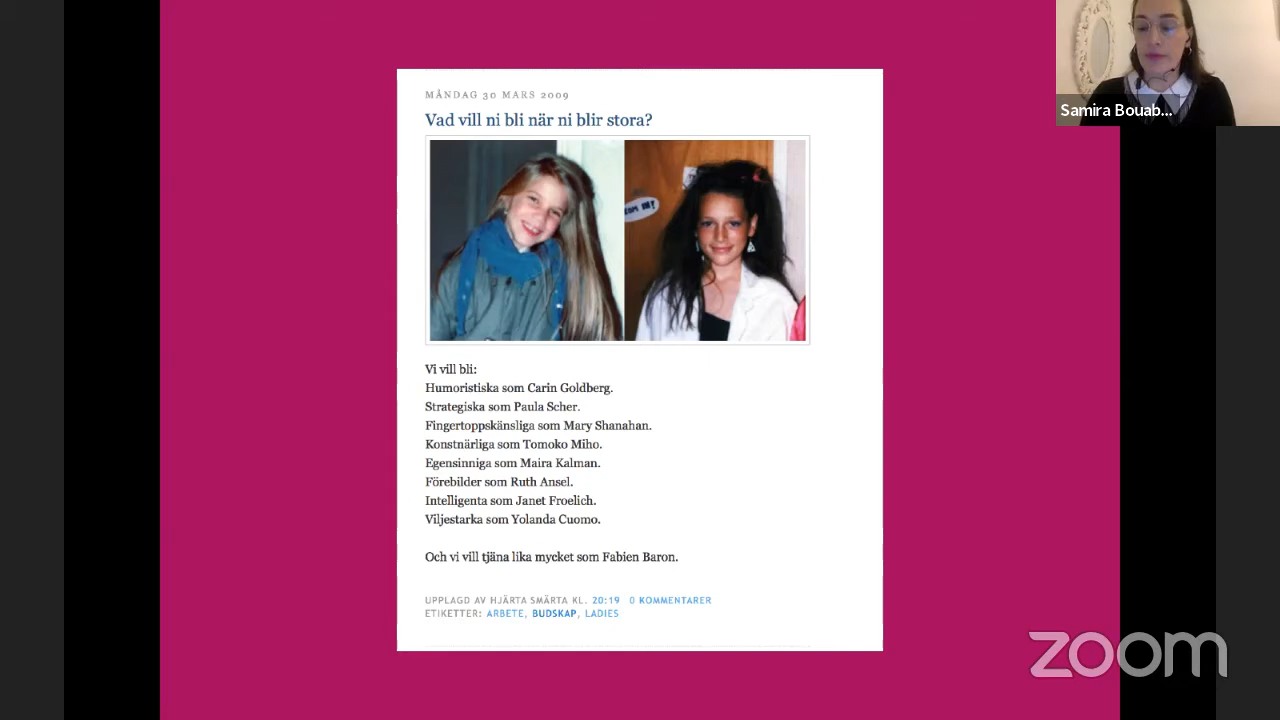 MÅNDAG 30 MARS 2009
Vad vill ni bli när ni blir stora?
Vi vill bli:
Humoristiska som Carin Goldberg.
Strategiska som Paula Scher.
Fingertoppskänsliga som Mary Shanahan.
Konstnärliga som Tomoko Miho.
Egensinniga som Maira Kalman.
Förebilder som Ruth Ansel.
Intelligenta som Janet Froelich.
Viljestarka som Yolanda Cuomo.
Och vi vill tjäna lika mycket som Fabien Baron.
UPPLAGD AV HJÄRTA SMÄRTA KL. 20:19 0 KOMMENTARER
ETIKETTER: ARBETE, BUDSKAP, LADIES
Samira Bouab...
zoom